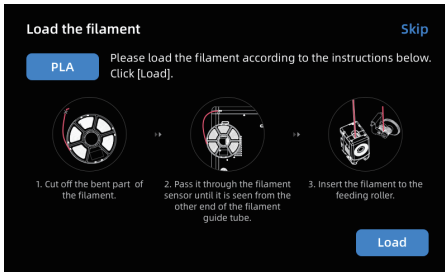 Load the filament
Skip
PLA
Please load the filament according to the instructions below.
Click [Load].
1. Cut off the bent part of
the filament.
2. Pass it through the filament
sensor until it is seen from the
other end of the filament
guide tube.
3. Insert the filament to the
feeding roller.
Load